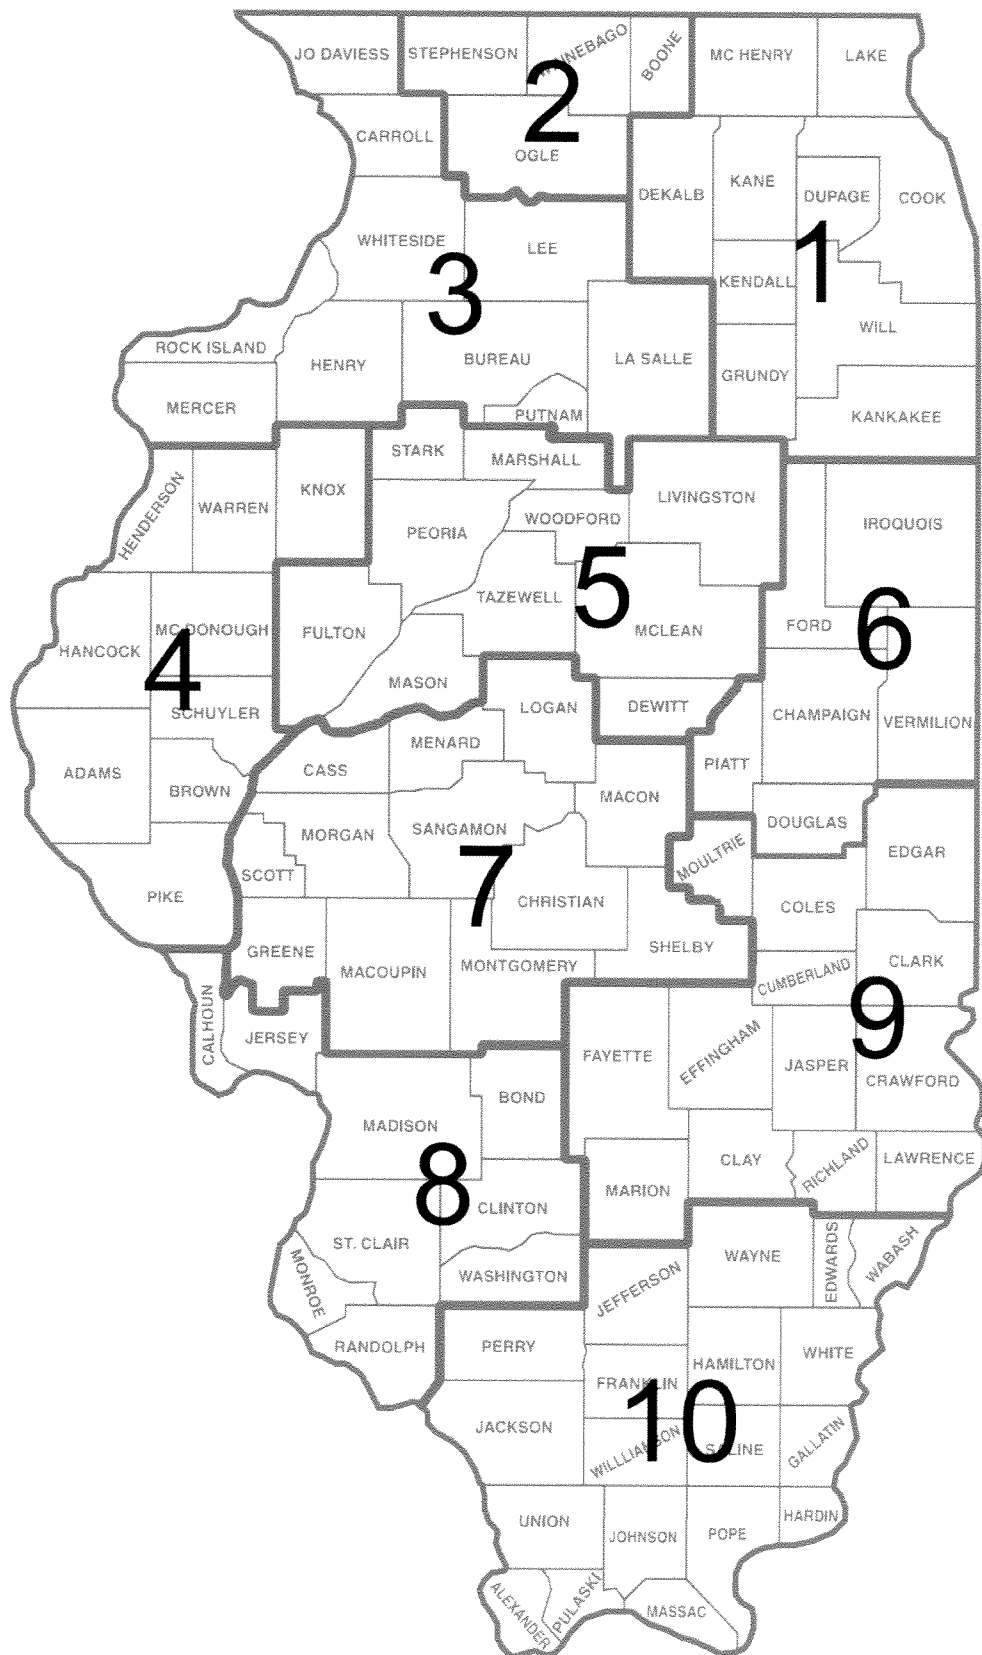 JO DAVIESS
STEPHENSON
WINNEBAGO
BOONE
MC HENRY
LAKE
2
CARROLL
OGLE
DEKALB
KANE
DUPAGE
COOK
WHITESIDE
LEE
1
3
KENDALL
ROCK ISLAND
HENRY
BUREAU
LA SALLE
WILL
GRUNDY
MERCER
PUTNAM
KANKAKEE
STARK
MARSHALL
HENDERSON
WARREN
KNOX
LIVINGSTON
PEORIA
WOODFORD
IROQUOIS
5
TAZEWELL
MCLEAN
FORD
6
HANCOCK
MC DONOUGH
FULTON
4
SCHUYLER
MASON
LOGAN
DEWITT
CHAMPAIGN
VERMILION
MENARD
ADAMS
BROWN
CASS
PIATT
MACON
MORGAN
SANGAMON
DOUGLAS
MOULTRIE
EDGAR
SCOTT
7
PIKE
CHRISTIAN
COLES
GREENE
MACOUPIN
MONTGOMERY
SHELBY
CUMBERLAND
CLARK
9
CALHOUN
JERSEY
FAYETTE
EFFINGHAM
JASPER
CRAWFORD
BOND
MADISON
CLAY
RICHLAND
LAWRENCE
8
MARION
CLINTON
ST. CLAIR
WASHINGTON
MONROE
JEFFERSON
WAYNE
EDWARDS
WABASH
RANDOLPH
PERRY
HAMILTON
WHITE
FRANKLIN
10
JACKSON
WILLLIAMSON
SALINE
GALLATIN
UNION
JOHNSON
POPE
HARDIN
ALEXANDER
PULASKI
MASSAC